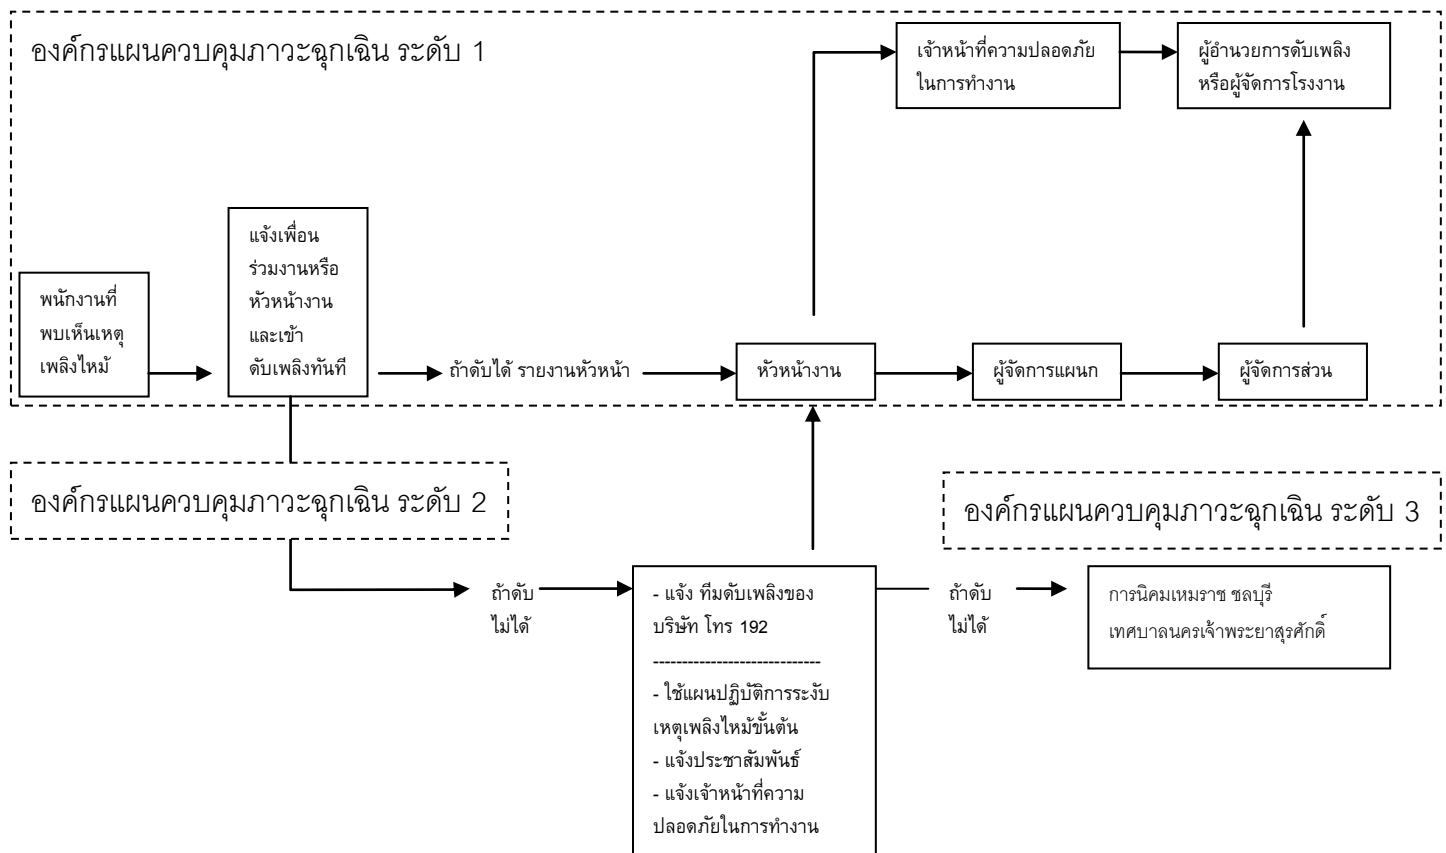 องค์กรแผนควบคุมภาวะฉุกเฉิน ระดับ 1
เจ้าหน้าที่ความปลอดภัย
ในการทำงาน
ผู้อำนวยการดับเพลิง
หรือผู้จัดการโรงงาน
พนักงานที่
พบเห็นเหตุ
เพลิงไหม้
แจ้งเพื่อน
ร่วมงานหรือ
หัวหน้างาน
และเข้า
ดับเพลิงทันที
ถ้าดับได้ รายงานหัวหน้า
หัวหน้างาน
ผู้จัดการแผนก
ผู้จัดการส่วน
องค์กรแผนควบคุมภาวะฉุกเฉิน ระดับ 2
องค์กรแผนควบคุมภาวะฉุกเฉิน ระดับ 3
ถ้าดับ
ไม่ได้
- แจ้ง ทีมดับเพลิงของ
บริษัท โทร 192
-----------------------------
- ใช้แผนปฏิบัติการระงับ
เหตุเพลิงไหม้ขั้นต้น
- แจ้งประชาสัมพันธ์
- แจ้งเจ้าหน้าที่ความ
ปลอดภัยในการทำงาน
ถ้าดับ
ไม่ได้
การนิคมเหมราช ชลบุรี
เทศบาลนครเจ้าพระยาสุรศักดิ์